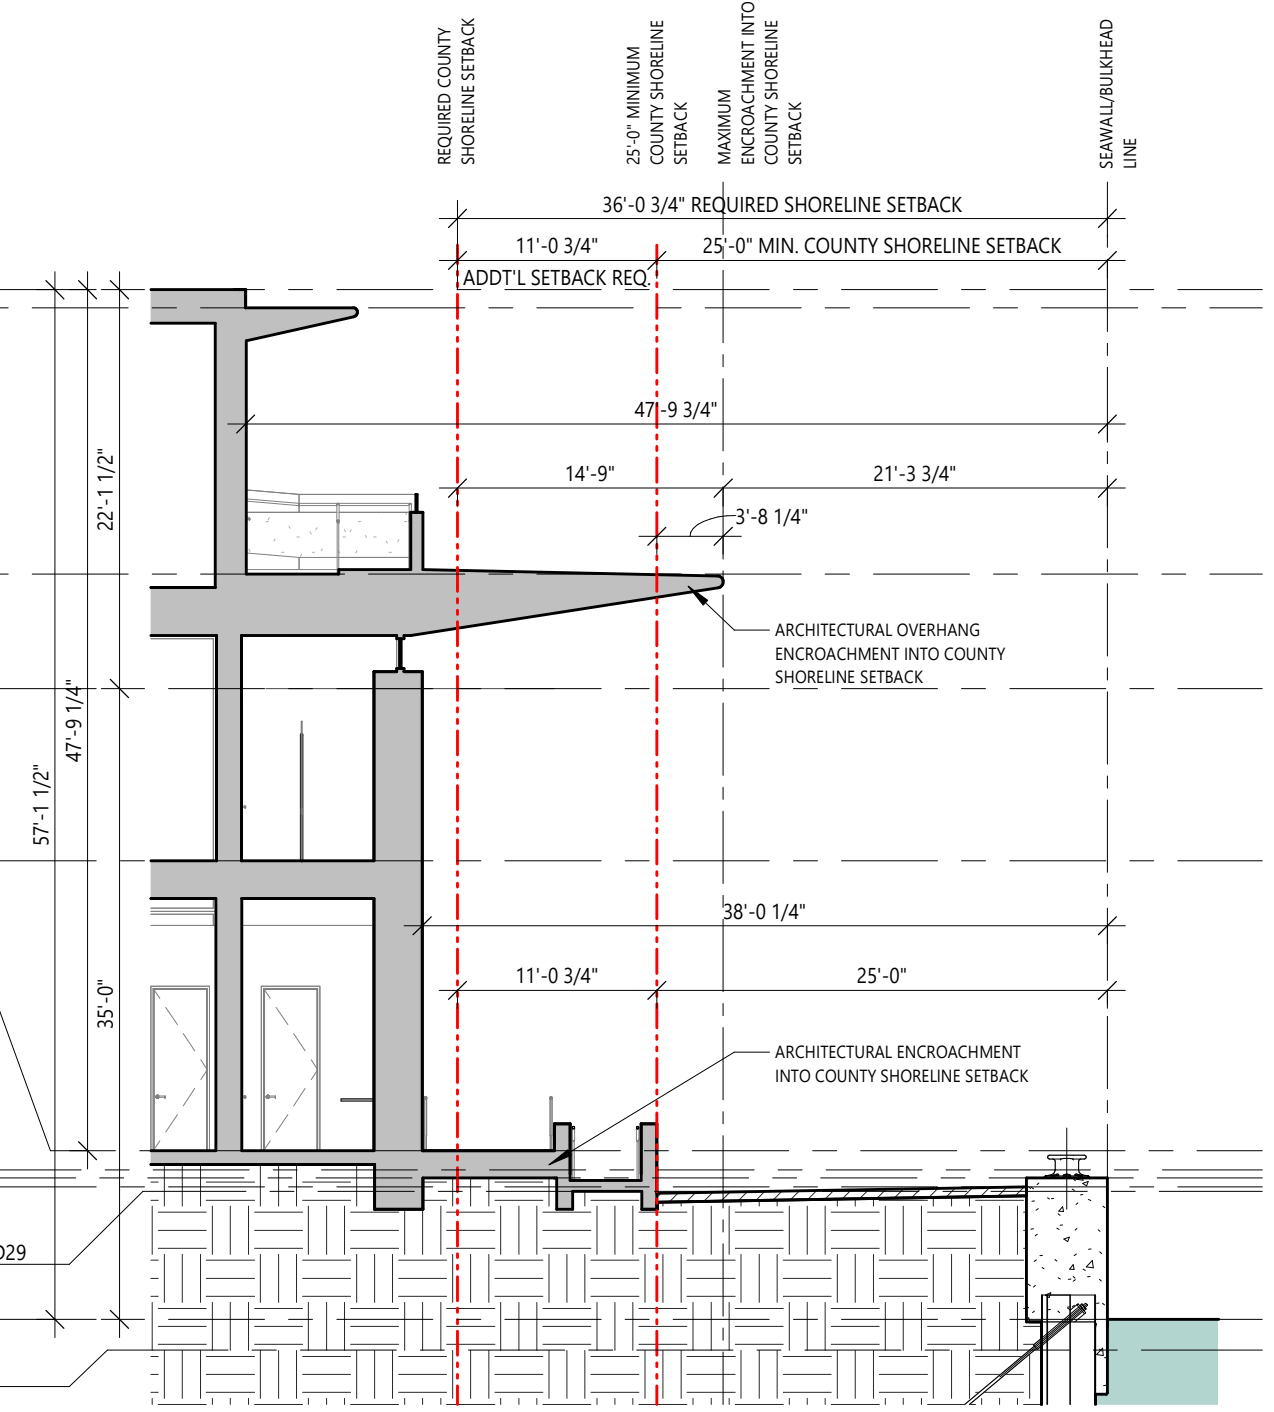 REQUIRED COUNTY
SHORELINE SETBACK
25'-0" MINIMUM
COUNTY SHORELINE
SETBACK
MAXIMUM
ENCROACHMENT INTO
COUNTY SHORELINE
SETBACK
SEAWALL/BULKHEAD
LINE
36'-0 3/4" REQUIRED SHORELINE SETBACK
11'-0 3/4"
25'-0" MIN. COUNTY SHORELINE SETBACK
ADDT'L SETBACK REQ.
47'-9 3/4"
14'-9"
21'-3 3/4"
3'-8 1/4"
22'-1 1/2"
47'-9 1/4"
57'-1 1/2"
35'-0"
ARCHITECTURAL OVERHANG
ENCROACHMENT INTO COUNTY
SHORELINE SETBACK
38'-0 1/4"
11'-0 3/4"
25'-0"
ARCHITECTURAL ENCROACHMENT
INTO COUNTY SHORELINE SETBACK